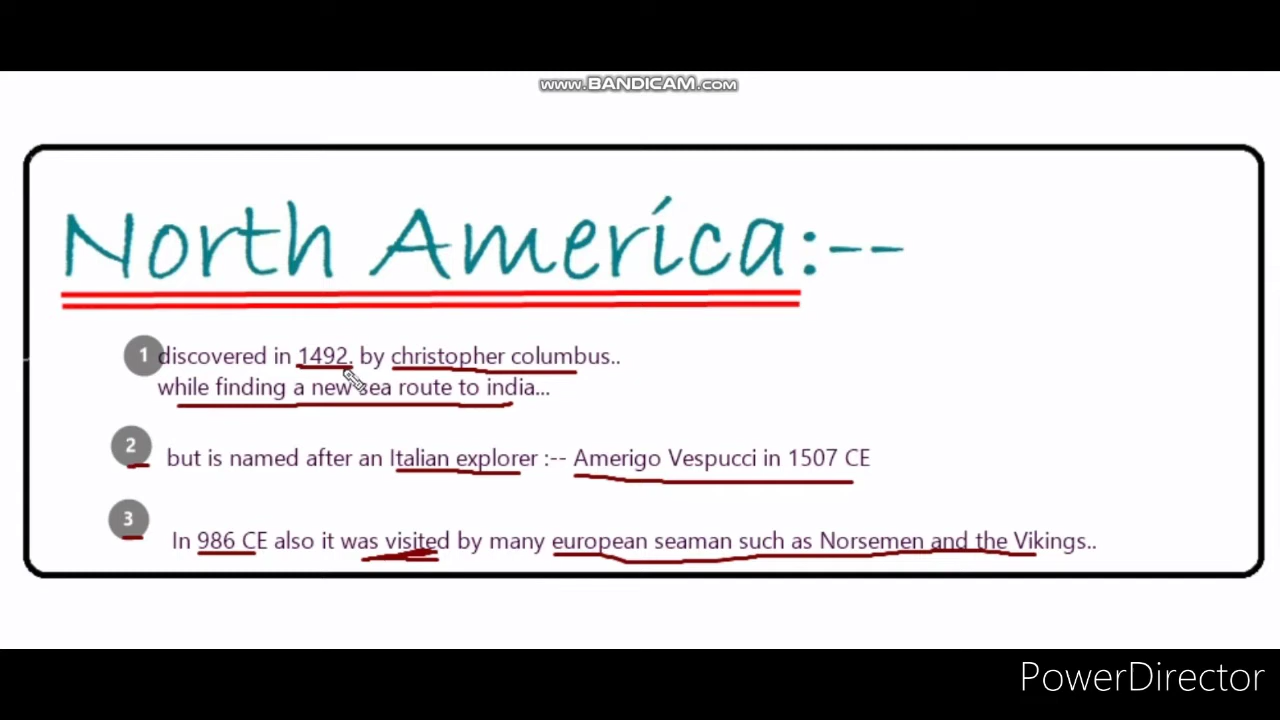 www.BANDICAM.com
North America:--
1 discovered in 1492. by christopher columbus..
while finding a new sea route to india...
2 but is named after an Italian explorer :-- Amerigo Vespucci in 1507 CE
3 In 986 CE also it was visited by many european seaman such as Norsemen and the Vikings..
PowerDirector